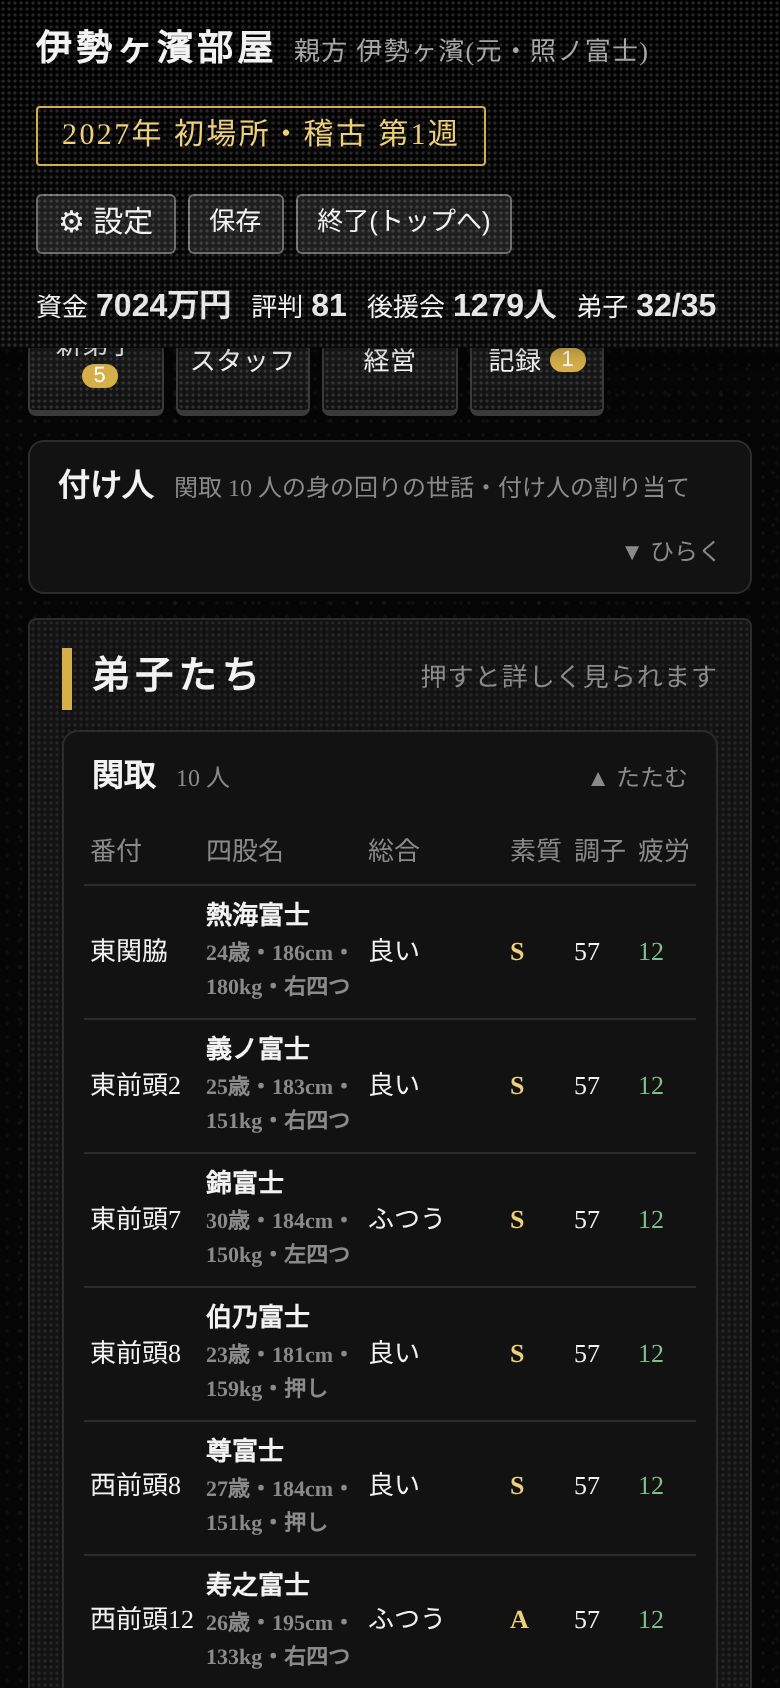 伊勢ヶ濱部屋 親方 伊勢ヶ濱(元・照ノ富士)
2027年 初場所・稽古 第1週
⚙ 設定 保存 終了(トップへ)
資金 7024万円 評判 81 後援会 1279人 弟子 32/35
新弟子 5 スタッフ 経営 記録 1
付け人 関取 10 人の身の回りの世話・付け人の割り当て
▼ ひらく
弟子たち 押すと詳しく見られます
関取 10 人 ▲ たたむ
番付 四股名 総合 素質 調子 疲労
東関脇 熱海富士 24歳・186cm・180kg・右四つ 良い S 57 12
東前頭2 義ノ富士 25歳・183cm・151kg・右四つ 良い S 57 12
東前頭7 錦富士 30歳・184cm・150kg・左四つ ふつう S 57 12
東前頭8 伯乃富士 23歳・181cm・159kg・押し 良い S 57 12
西前頭8 尊富士 27歳・184cm・151kg・押し 良い S 57 12
西前頭12 寿之富士 26歳・195cm・133kg・右四つ ふつう A 57 12